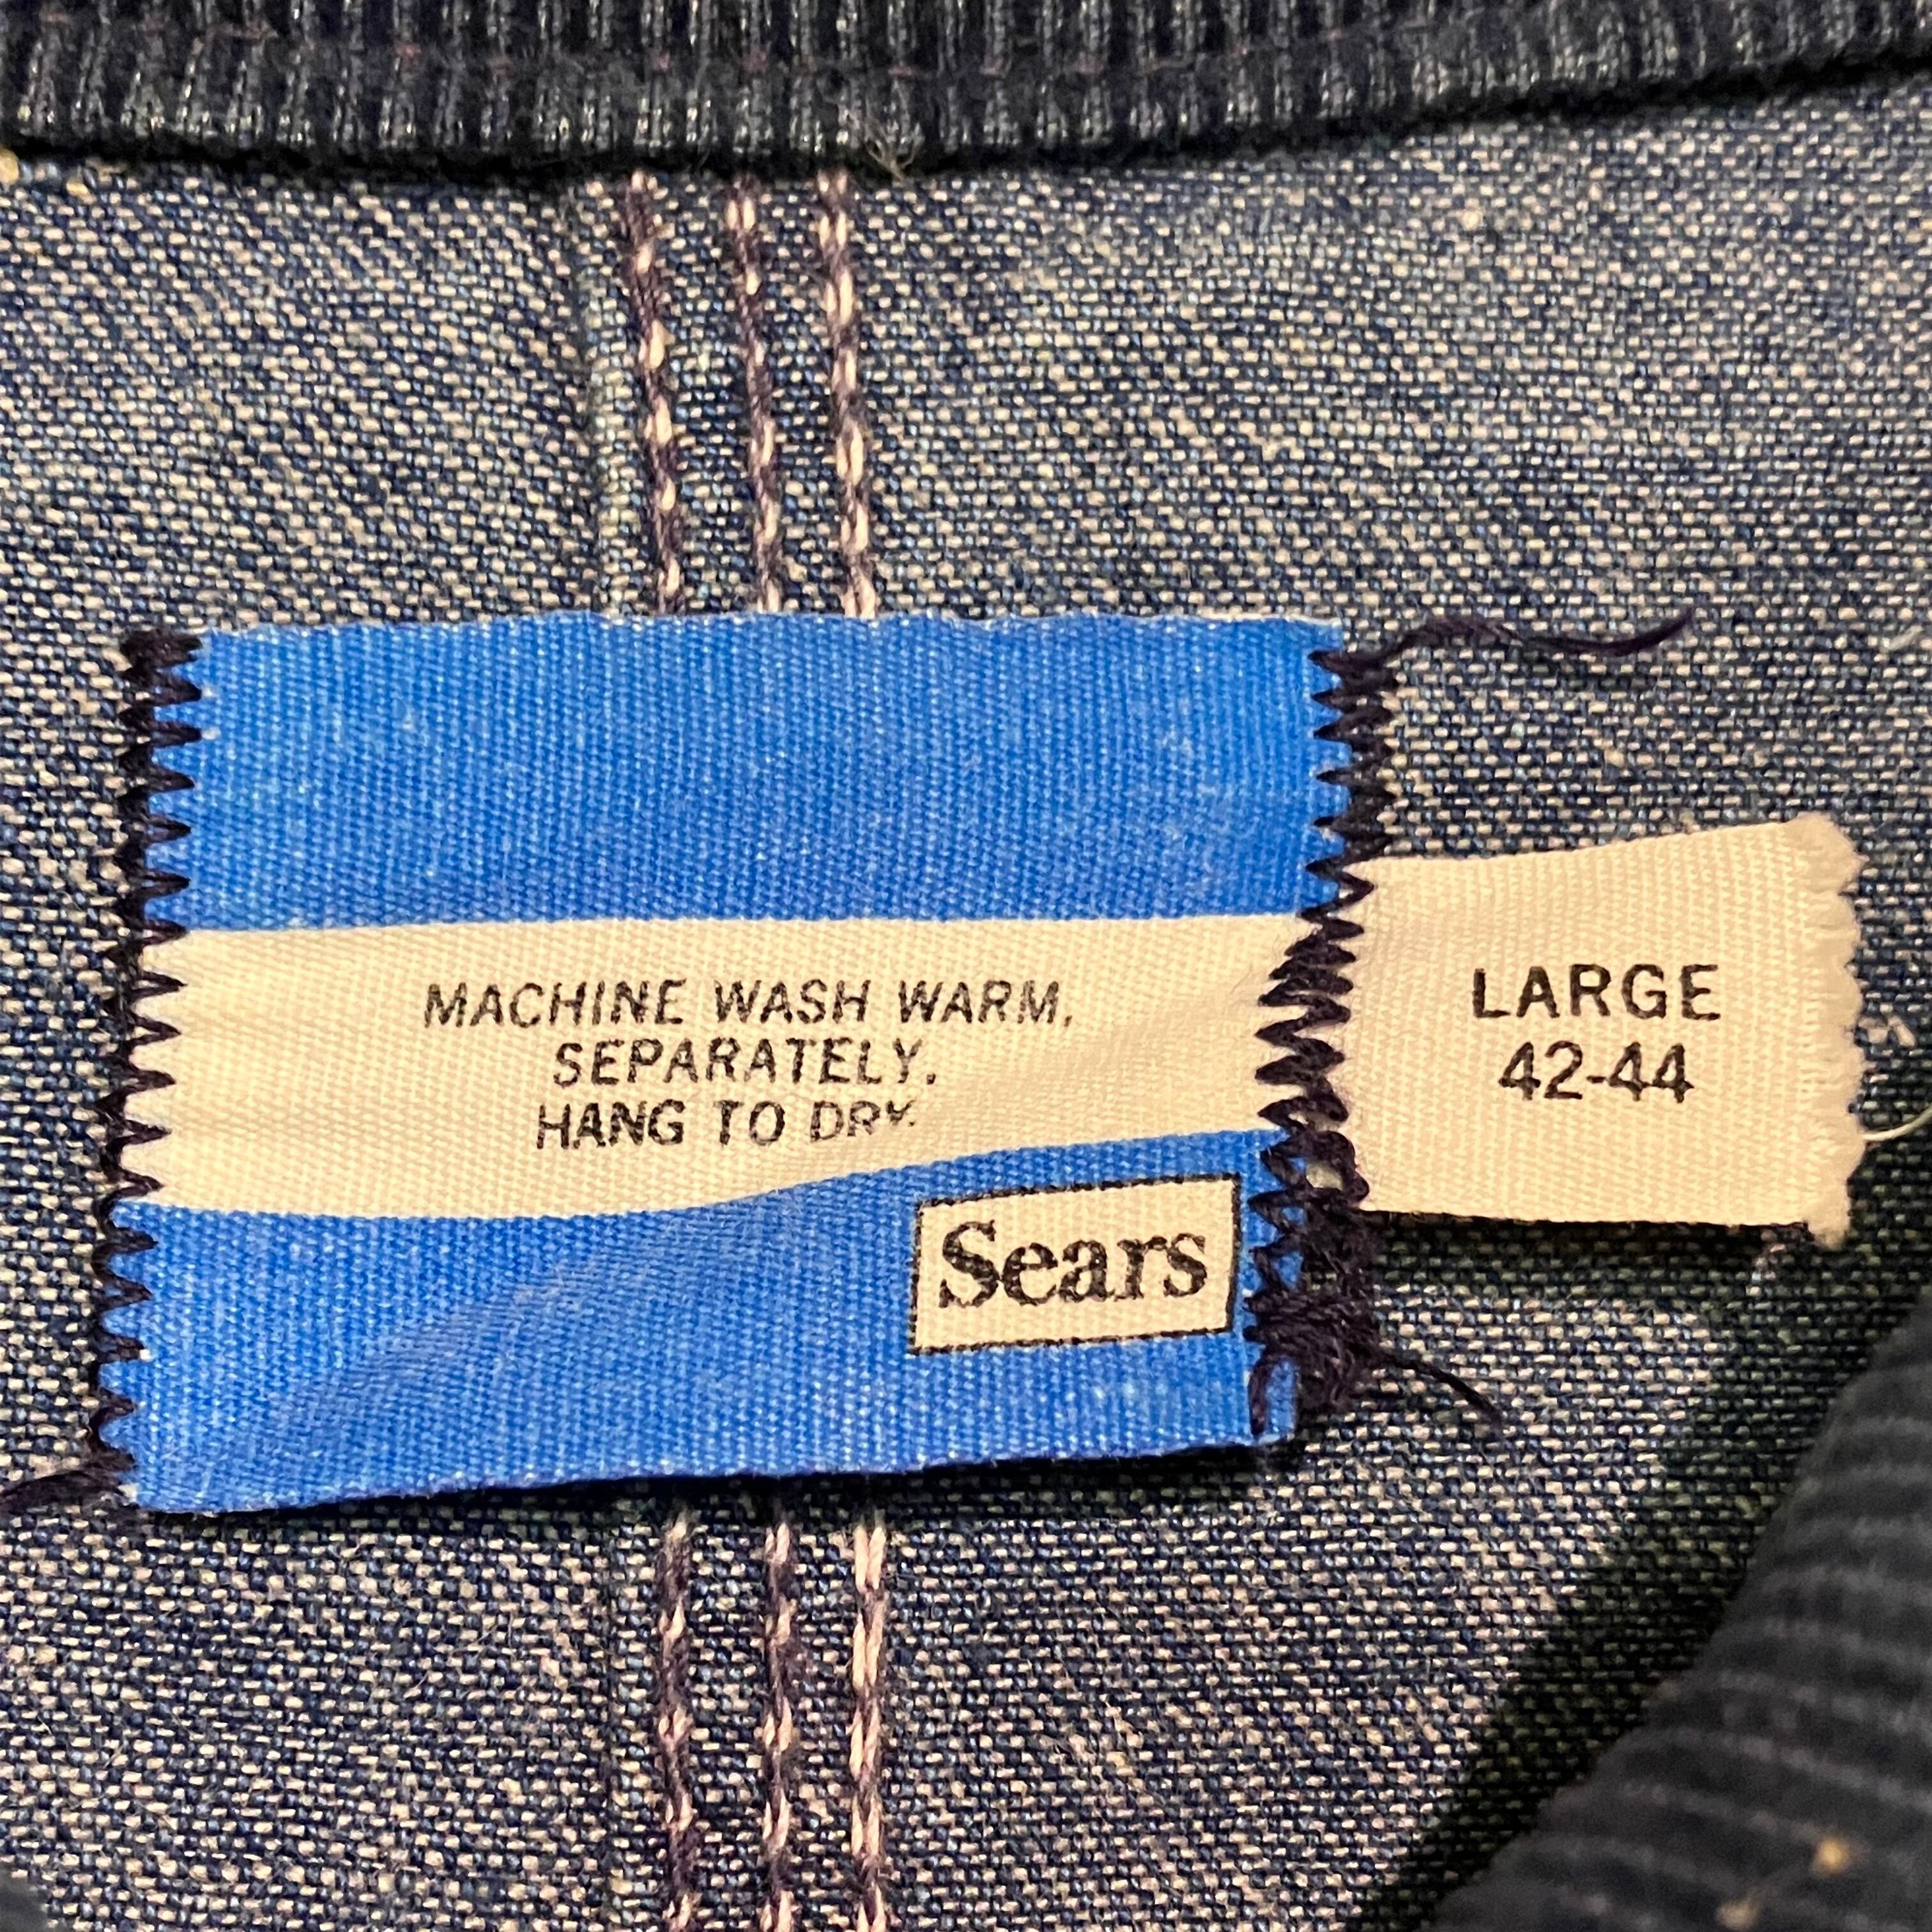 MACHINE WASH WARM,
SEPARATELY.
HANG TO DRY.
Sears
LARGE
42-44